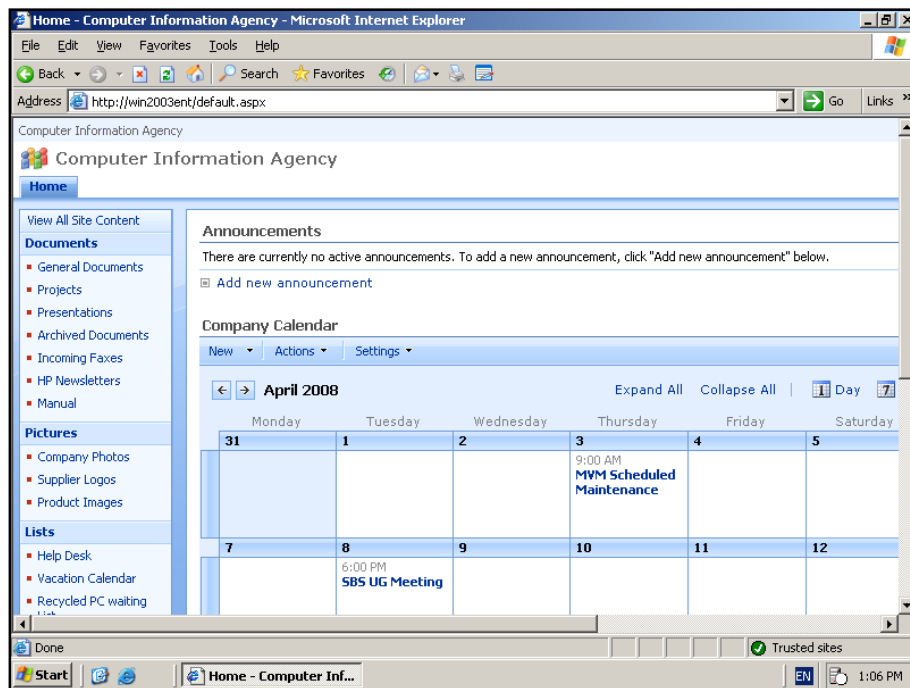 Home - Computer Information Agency - Microsoft Internet Explorer
File Edit View Favorites Tools Help
Back Search Favorites
Address http://win2003ent/default.aspx Go Links »
Computer Information Agency
Computer Information Agency
Home
View All Site Content
Documents
General Documents
Projects
Presentations
Archived Documents
Incoming Faxes
HP Newsletters
Manual
Pictures
Company Photos
Supplier Logos
Product Images
Lists
Help Desk
Vacation Calendar
Recycled PC waiting
Announcements
There are currently no active announcements. To add a new announcement, click "Add new announcement" below.
Add new announcement
Company Calendar
New Actions Settings
April 2008 Expand All Collapse All 1 Day 7
Monday Tuesday Wednesday Thursday Friday Saturday
31 1 2 3 4 5
9:00 AM
MVM Scheduled
Maintenance
7 8 9 10 11 12
6:00 PM
SBS UG Meeting
Done Trusted sites
Start Home - Computer Inf... EN 1:06 PM